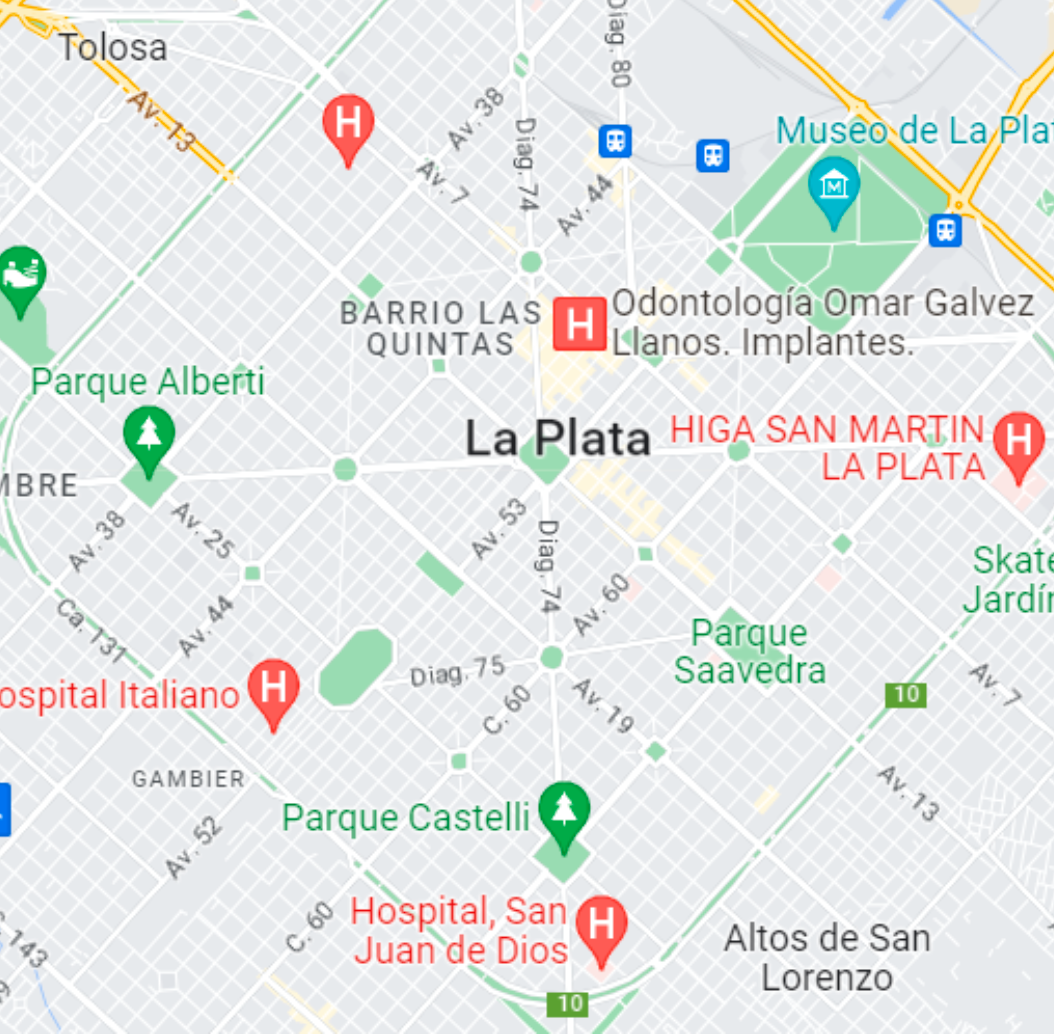 Tolosa
Diag. 80
Av. 13
Av. 38
Diag. 74
Av. 7
Av. 44
H
Museo de La Pla
M
BARRIO LAS
QUINTAS
H
Odontología Omar Galvez
Llanos. Implantes.
Parque Alberti
La Plata
HIGA SAN MARTIN
LA PLATA
H
MBRE
Av. 38
Av. 25
Av. 53
Diag. 74
Av. 60
Skate
Jardín
Ca. 131
Av. 44
Parque
Saavedra
ospital Italiano
H
Diag. 75
C. 60
Av. 19
10
Av. 7
GAMBIER
Av. 13
Parque Castelli
Av. 52
C. 60
Hospital, San
Juan de Dios
H
Altos de San
Lorenzo
143
10